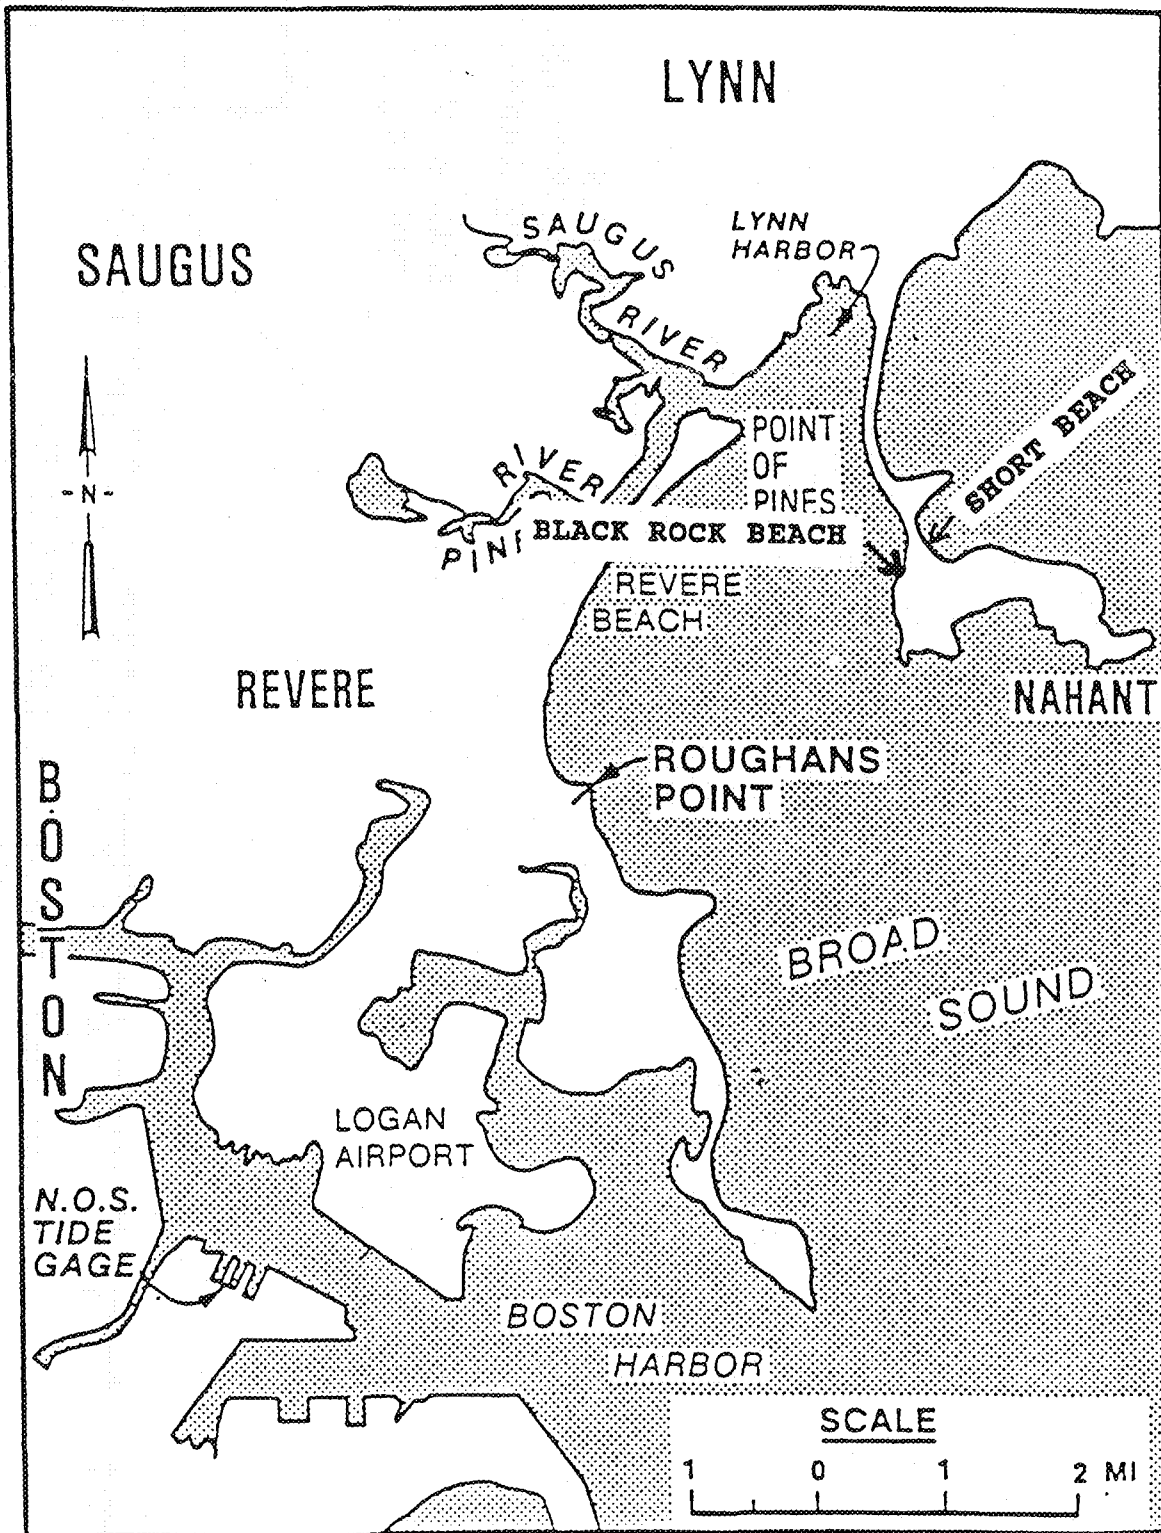 LYNN
SAUGUS
SAUGUS
RIVER
LYNN
HARBOR
SHORT BEACH
POINT
OF
PINES
-N-
RIVER
BLACK ROCK BEACH
REVERE
BEACH
REVERE
NAHANT
ROUGHANS
POINT
BOSTON
BROAD
SOUND
LOGAN
AIRPORT
N.O.S.
TIDE
GAGE
BOSTON
HARBOR
SCALE
1 0 1 2 MI